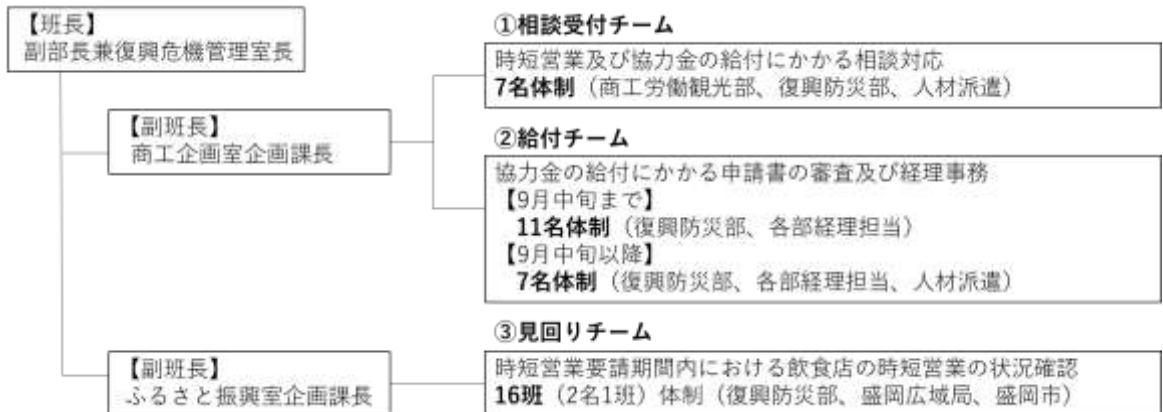 【班長】
副部長兼復興危機管理室長
【副班長】
商工企画室企画課長
①相談受付チーム
時短営業及び協力金の給付にかかる相談対応
7名体制（商工労働観光部、復興防災部、人材派遣）
②給付チーム
協力金の給付にかかる申請書の審査及び経理事務
【9月中旬まで】
11名体制（復興防災部、各部経理担当）
【9月中旬以降】
7名体制（復興防災部、各部経理担当、人材派遣）
【副班長】
ふるさと振興室企画課長
③見回りチーム
時短営業要請期間内における飲食店の時短営業の状況確認
16班（2名1班）体制（復興防災部、盛岡広域局、盛岡市）